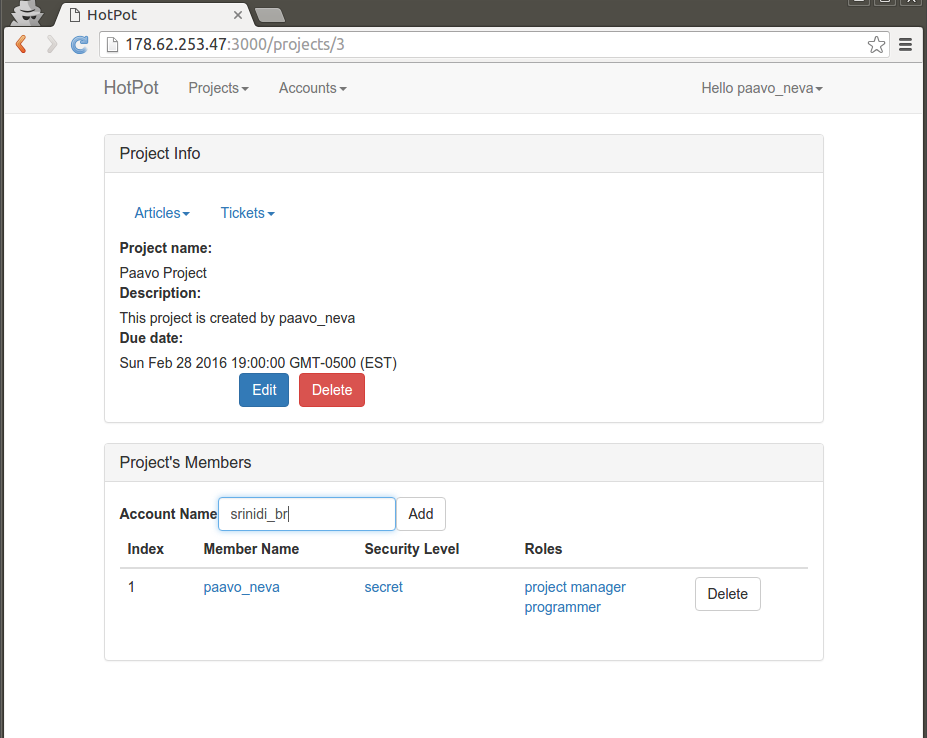 HotPot
178.62.253.47:3000/projects/3
HotPot Projects Accounts Hello paavo_neva
Project Info
Articles Tickets
Project name:
Paavo Project
Description:
This project is created by paavo_neva
Due date:
Sun Feb 28 2016 19:00:00 GMT-0500 (EST)
Edit Delete
Project's Members
Account Name srinidi_br Add
Index Member Name Security Level Roles
1 paavo_neva secret project manager Delete
programmer